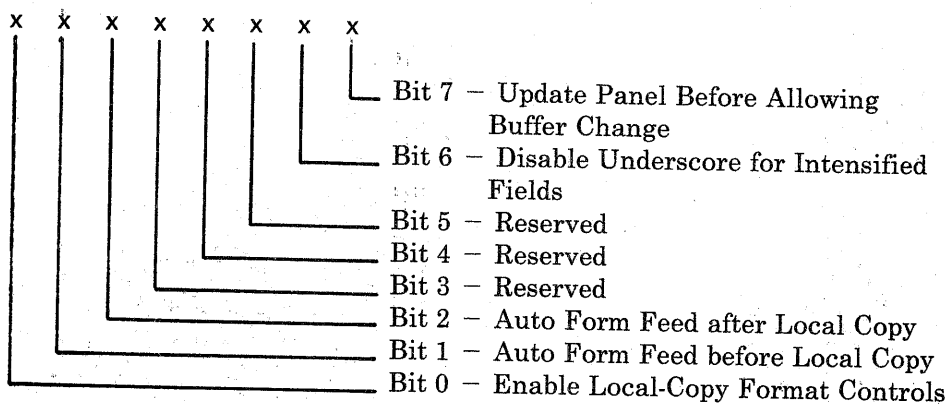 x x x x x x x x
Bit 7 – Update Panel Before Allowing
Buffer Change
Bit 6 – Disable Underscore for Intensified
Fields
Bit 5 – Reserved
Bit 4 – Reserved
Bit 3 – Reserved
Bit 2 – Auto Form Feed after Local Copy
Bit 1 – Auto Form Feed before Local Copy
Bit 0 – Enable Local-Copy Format Controls